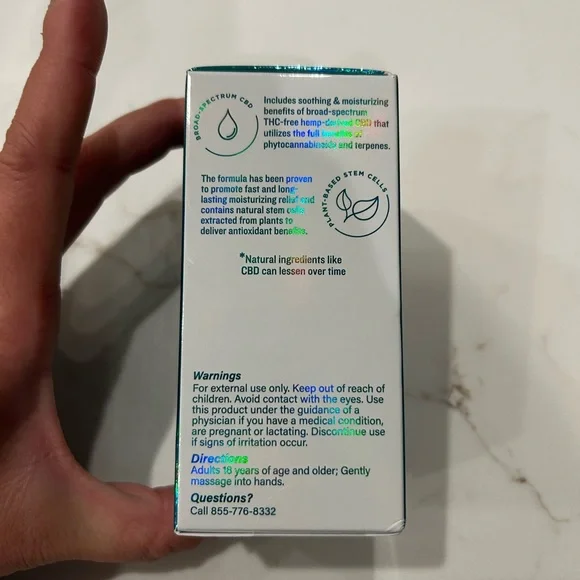 BROAD-SPECTRUM CBD
Includes soothing & moisturizing
benefits of broad-spectrum
THC-free hemp-derived CBD that
utilizes the full benefits of
phytocannabinoids and terpenes.
The formula has been proven
to promote fast and long-
lasting moisturizing relief and
contains natural stem cells
extracted from plants to
deliver antioxidant benefits.
PLANT-BASED STEM CELLS
*Natural ingredients like
CBD can lessen over time
Warnings
For external use only. Keep out of reach of
children. Avoid contact with the eyes. Use
this product under the guidance of a
physician if you have a medical condition,
are pregnant or lactating. Discontinue use
if signs of irritation occur.
Directions
Adults 18 years of age and older; Gently
massage into hands.
Questions?
Call 855-776-8332